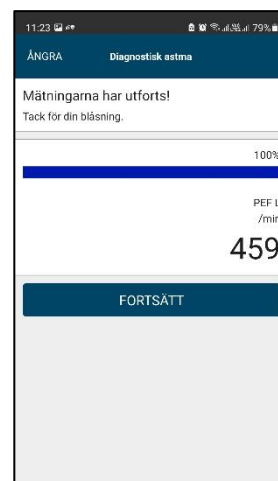 11:23 79%
ÅNGRA Diagnostisk astma
Mätningarna har utforts!
Tack för din blåsning.
100%
PEF L
/min
459
FORTSÄTT